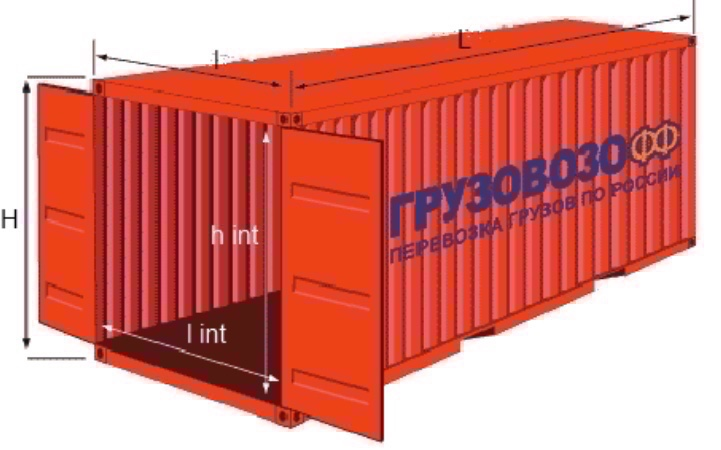 l
L
H
h int
l int
ГРУЗОВОЗОФФ
ПЕРЕВОЗКА ГРУЗОВ ПО РОССИИ